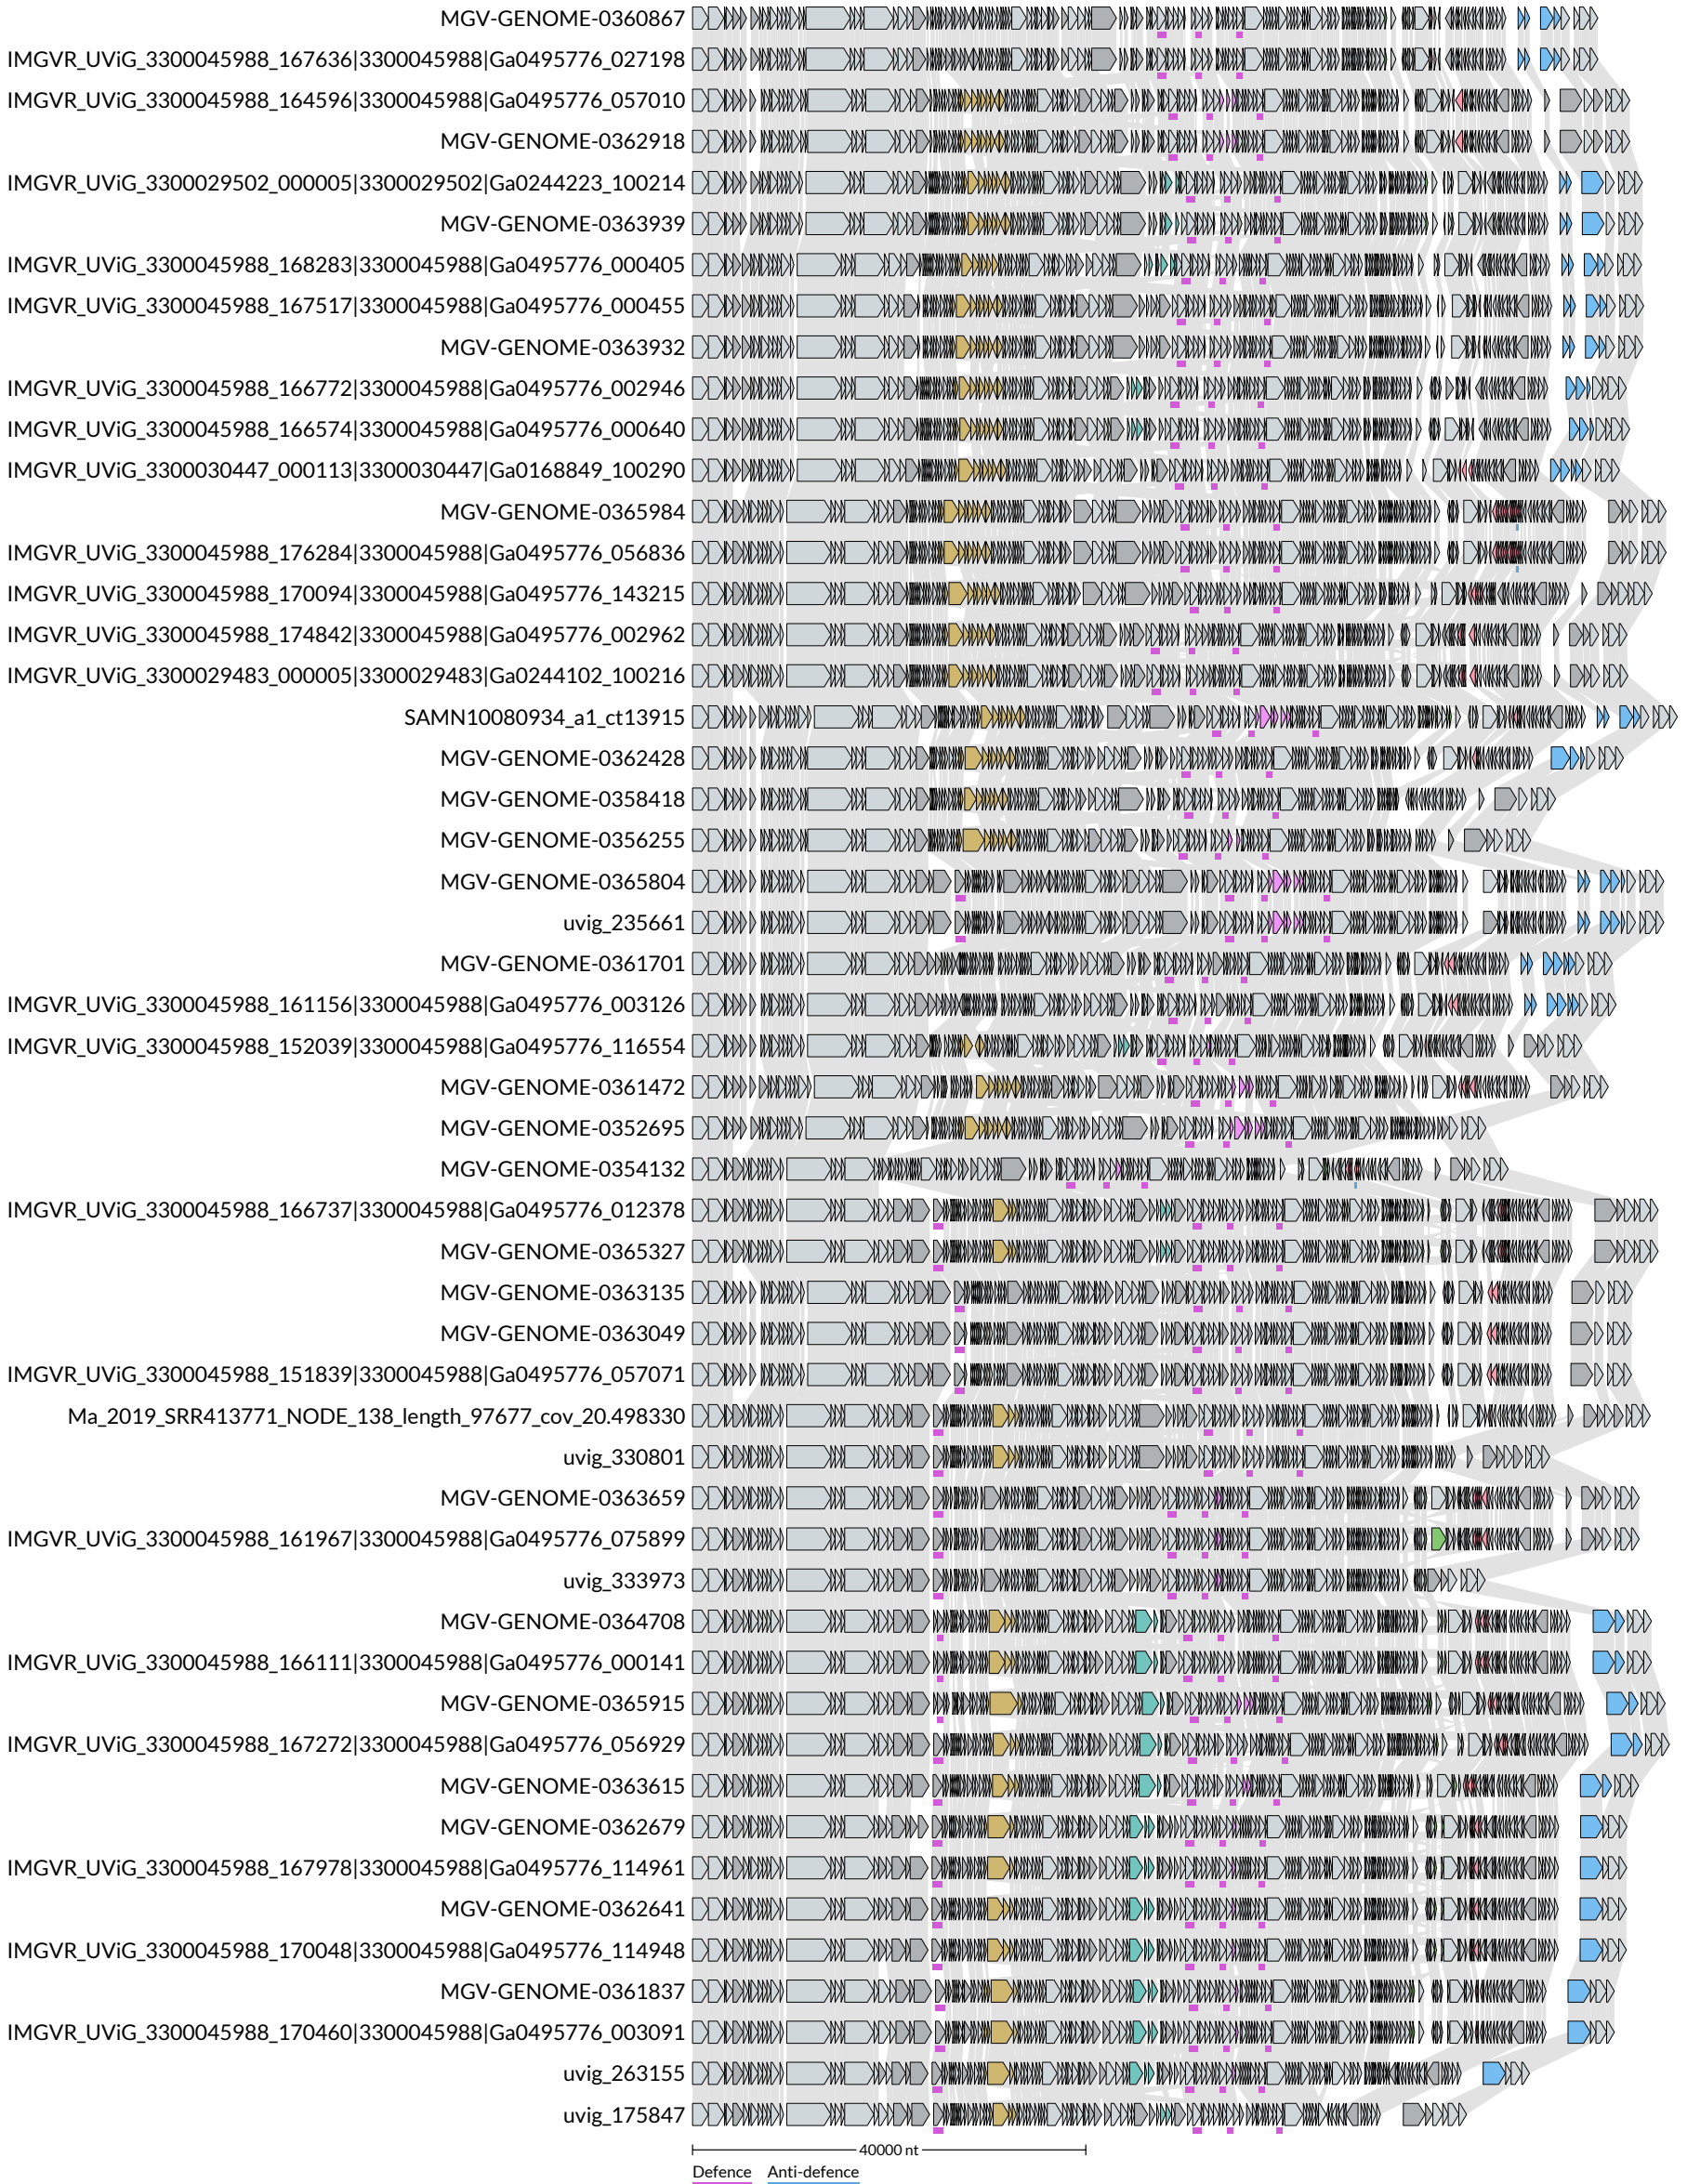 MGV-GENOME-0360867
IMGVR_UViG_3300045988_167636|3300045988|Ga0495776_027198
IMGVR_UViG_3300045988_164596|3300045988|Ga0495776_057010
MGV-GENOME-0362918
IMGVR_UViG_3300029502_000005|3300029502|Ga0244223_100214
MGV-GENOME-0363939
IMGVR_UViG_3300045988_168283|3300045988|Ga0495776_000405
IMGVR_UViG_3300045988_167517|3300045988|Ga0495776_000455
MGV-GENOME-0363932
IMGVR_UViG_3300045988_166772|3300045988|Ga0495776_002946
IMGVR_UViG_3300045988_166574|3300045988|Ga0495776_000640
IMGVR_UViG_3300030447_000113|3300030447|Ga0168849_100290
MGV-GENOME-0365984
IMGVR_UViG_3300045988_176284|3300045988|Ga0495776_056836
IMGVR_UViG_3300045988_170094|3300045988|Ga0495776_143215
IMGVR_UViG_3300045988_174842|3300045988|Ga0495776_002962
IMGVR_UViG_3300029483_000005|3300029483|Ga0244102_100216
SAMN10080934_a1_ct13915
MGV-GENOME-0362428
MGV-GENOME-0358418
MGV-GENOME-0356255
MGV-GENOME-0365804
uvig_235661
MGV-GENOME-0361701
IMGVR_UViG_3300045988_161156|3300045988|Ga0495776_003126
IMGVR_UViG_3300045988_152039|3300045988|Ga0495776_116554
MGV-GENOME-0361472
MGV-GENOME-0352695
MGV-GENOME-0354132
IMGVR_UViG_3300045988_166737|3300045988|Ga0495776_012378
MGV-GENOME-0365327
MGV-GENOME-0363135
MGV-GENOME-0363049
IMGVR_UViG_3300045988_151839|3300045988|Ga0495776_057071
Ma_2019_SRR413771_NODE_138_length_97677_cov_20.498330
uvig_330801
MGV-GENOME-0363659
IMGVR_UViG_3300045988_161967|3300045988|Ga0495776_075899
uvig_333973
MGV-GENOME-0364708
IMGVR_UViG_3300045988_166111|3300045988|Ga0495776_000141
MGV-GENOME-0365915
IMGVR_UViG_3300045988_167272|3300045988|Ga0495776_056929
MGV-GENOME-0363615
MGV-GENOME-0362679
IMGVR_UViG_3300045988_167978|3300045988|Ga0495776_114961
MGV-GENOME-0362641
IMGVR_UViG_3300045988_170048|3300045988|Ga0495776_114948
MGV-GENOME-0361837
IMGVR_UViG_3300045988_170460|3300045988|Ga0495776_003091
uvig_263155
uvig_175847
40000 nt
Defence Anti-defence